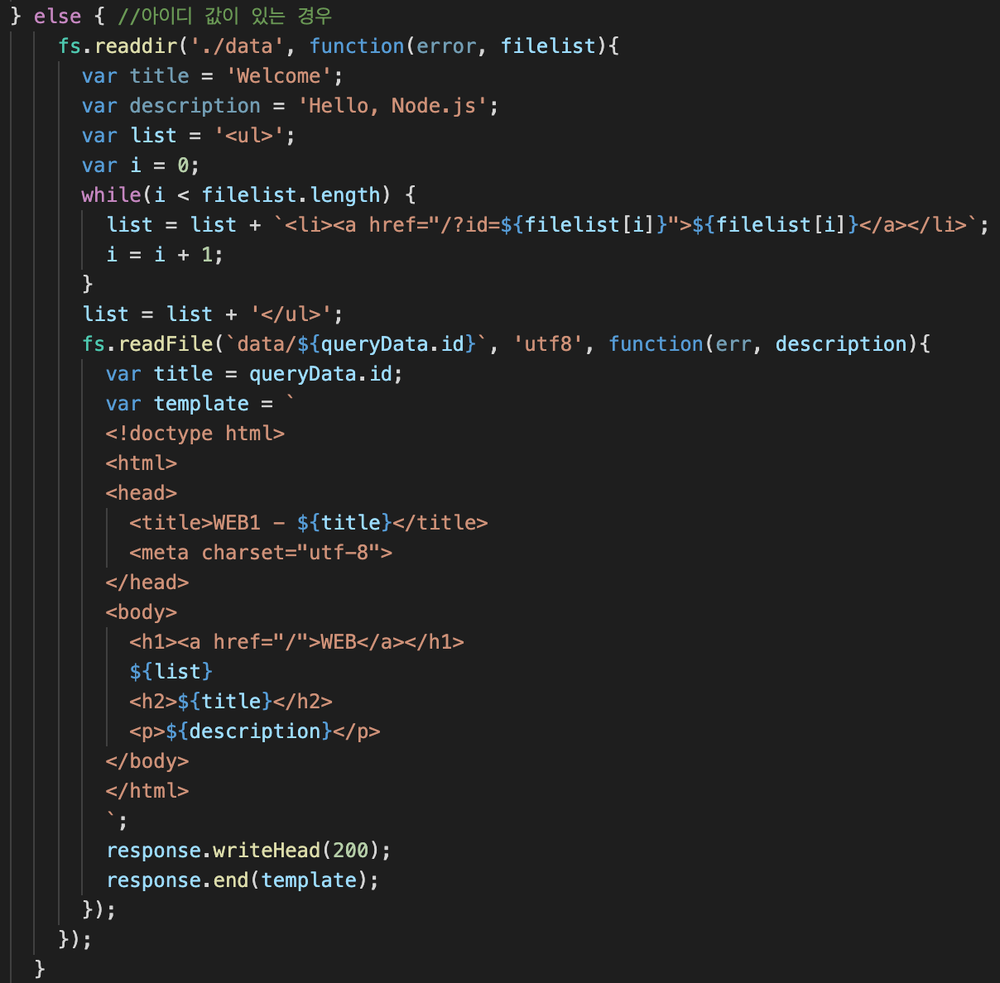 } else { //아이디 값이 있는 경우
fs.readdir('./data', function(error, filelist){
var title = 'Welcome';
var description = 'Hello, Node.js';
var list = '<ul>';
var i = 0;
while(i < filelist.length) {
list = list + `<li><a href="/?id=${filelist[i]}">${filelist[i]}</a></li>`;
i = i + 1;
}
list = list + '</ul>';
fs.readFile(`data/${queryData.id}`, 'utf8', function(err, description){
var title = queryData.id;
var template = `
<!doctype html>
<html>
<head>
<title>WEB1 - ${title}</title>
<meta charset="utf-8">
</head>
<body>
<h1><a href="/">WEB</a></h1>
${list}
<h2>${title}</h2>
<p>${description}</p>
</body>
</html>
`;
response.writeHead(200);
response.end(template);
});
});
}